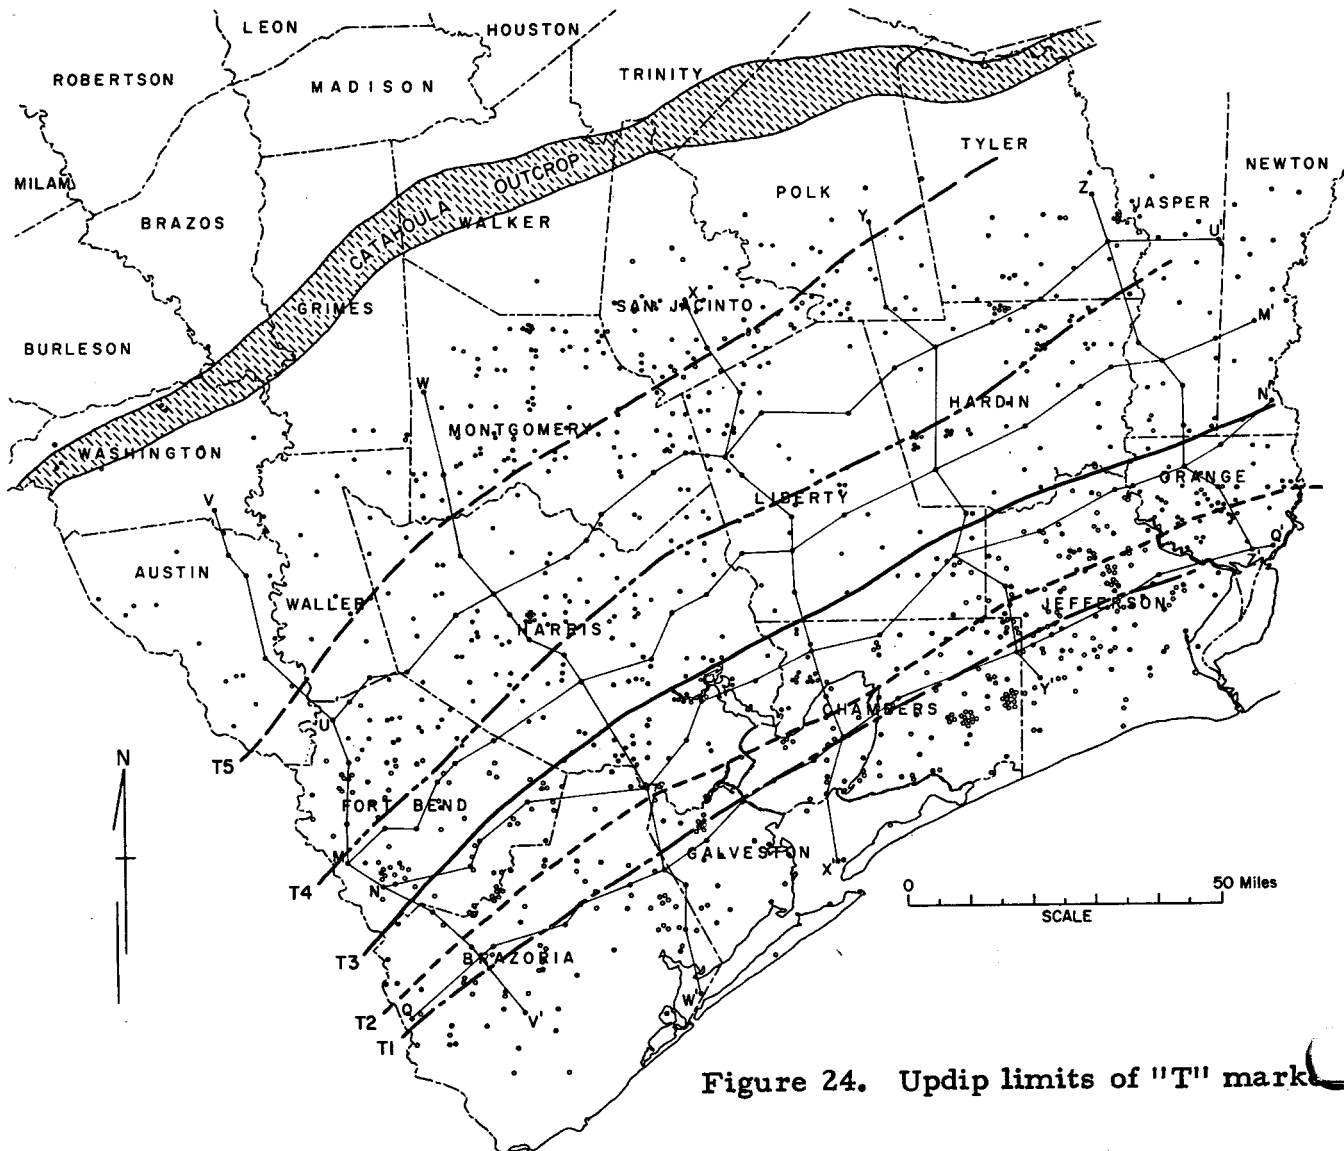 LEON
HOUSTON
ROBERTSON
MADISON
TRINITY
TYLER
NEWTON
MILAM
POLK
Z
JASPER
BRAZOS
CATAHOULA OUTCROP
WALKER
Y
U'
GRIMES
X
SAN JACINTO
M'
BURLESON
W
HARDIN
N'
MONTGOMERY
WASHINGTON
ORANGE
V
LIBERTY
Q'
Z'
AUSTIN
WALLER
HARRIS
JEFFERSON
Y'
CHAMBERS
U
T5
N
FORT BEND
M
GALVESTON
X'
T4
N
0 50 Miles
SCALE
T3
BRAZORIA
W'
Q
T2
V'
T1
Figure 24. Updip limits of "T"